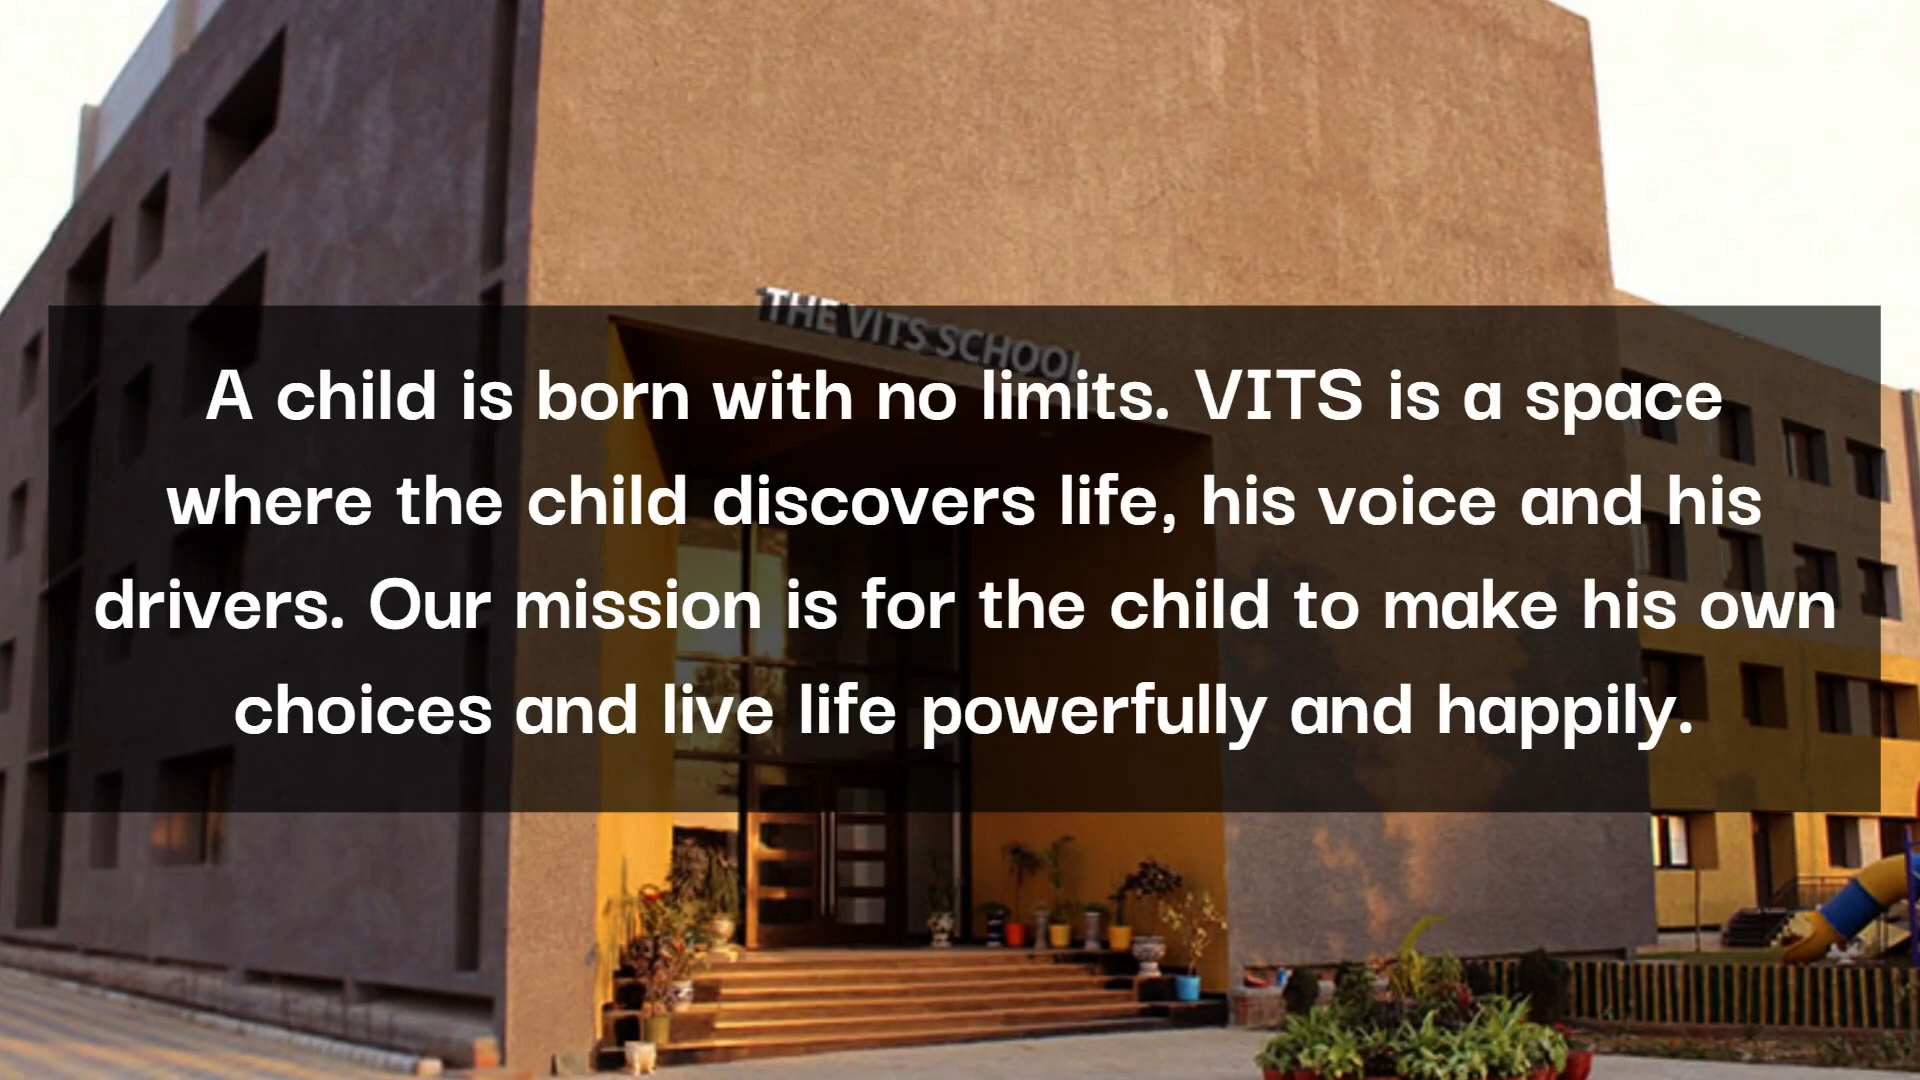 THE VITS SCHOOL
A child is born with no limits. VITS is a space
where the child discovers life, his voice and his
drivers. Our mission is for the child to make his own
choices and live life powerfully and happily.